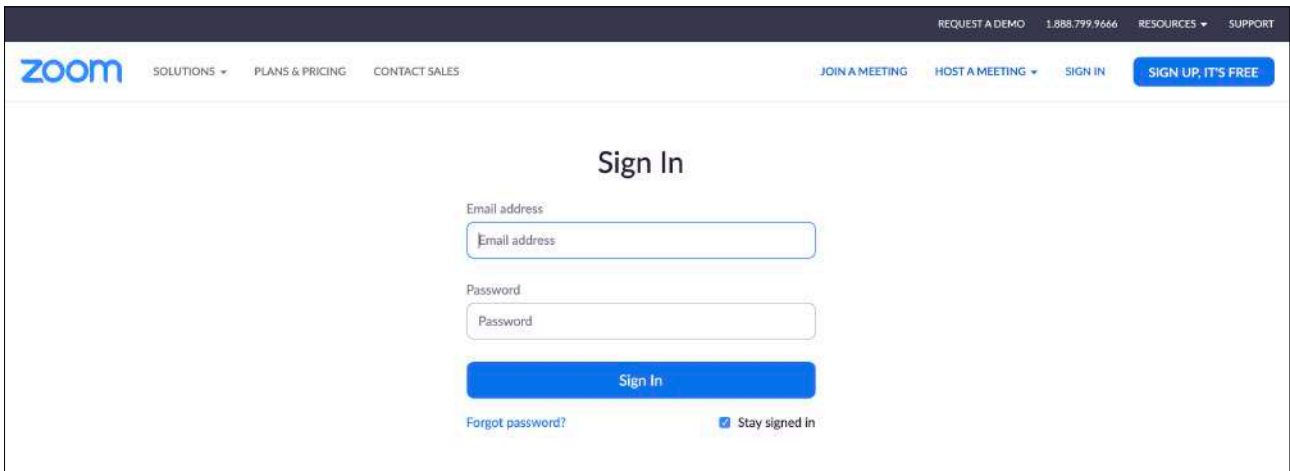 REQUEST A DEMO 1.888.799.9666 RESOURCES SUPPORT
zoom SOLUTIONS PLANS & PRICING CONTACT SALES JOIN A MEETING HOST A MEETING SIGN IN SIGN UP, IT'S FREE
Sign In
Email address
Email address
Password
Password
Sign In
Forgot password? Stay signed in